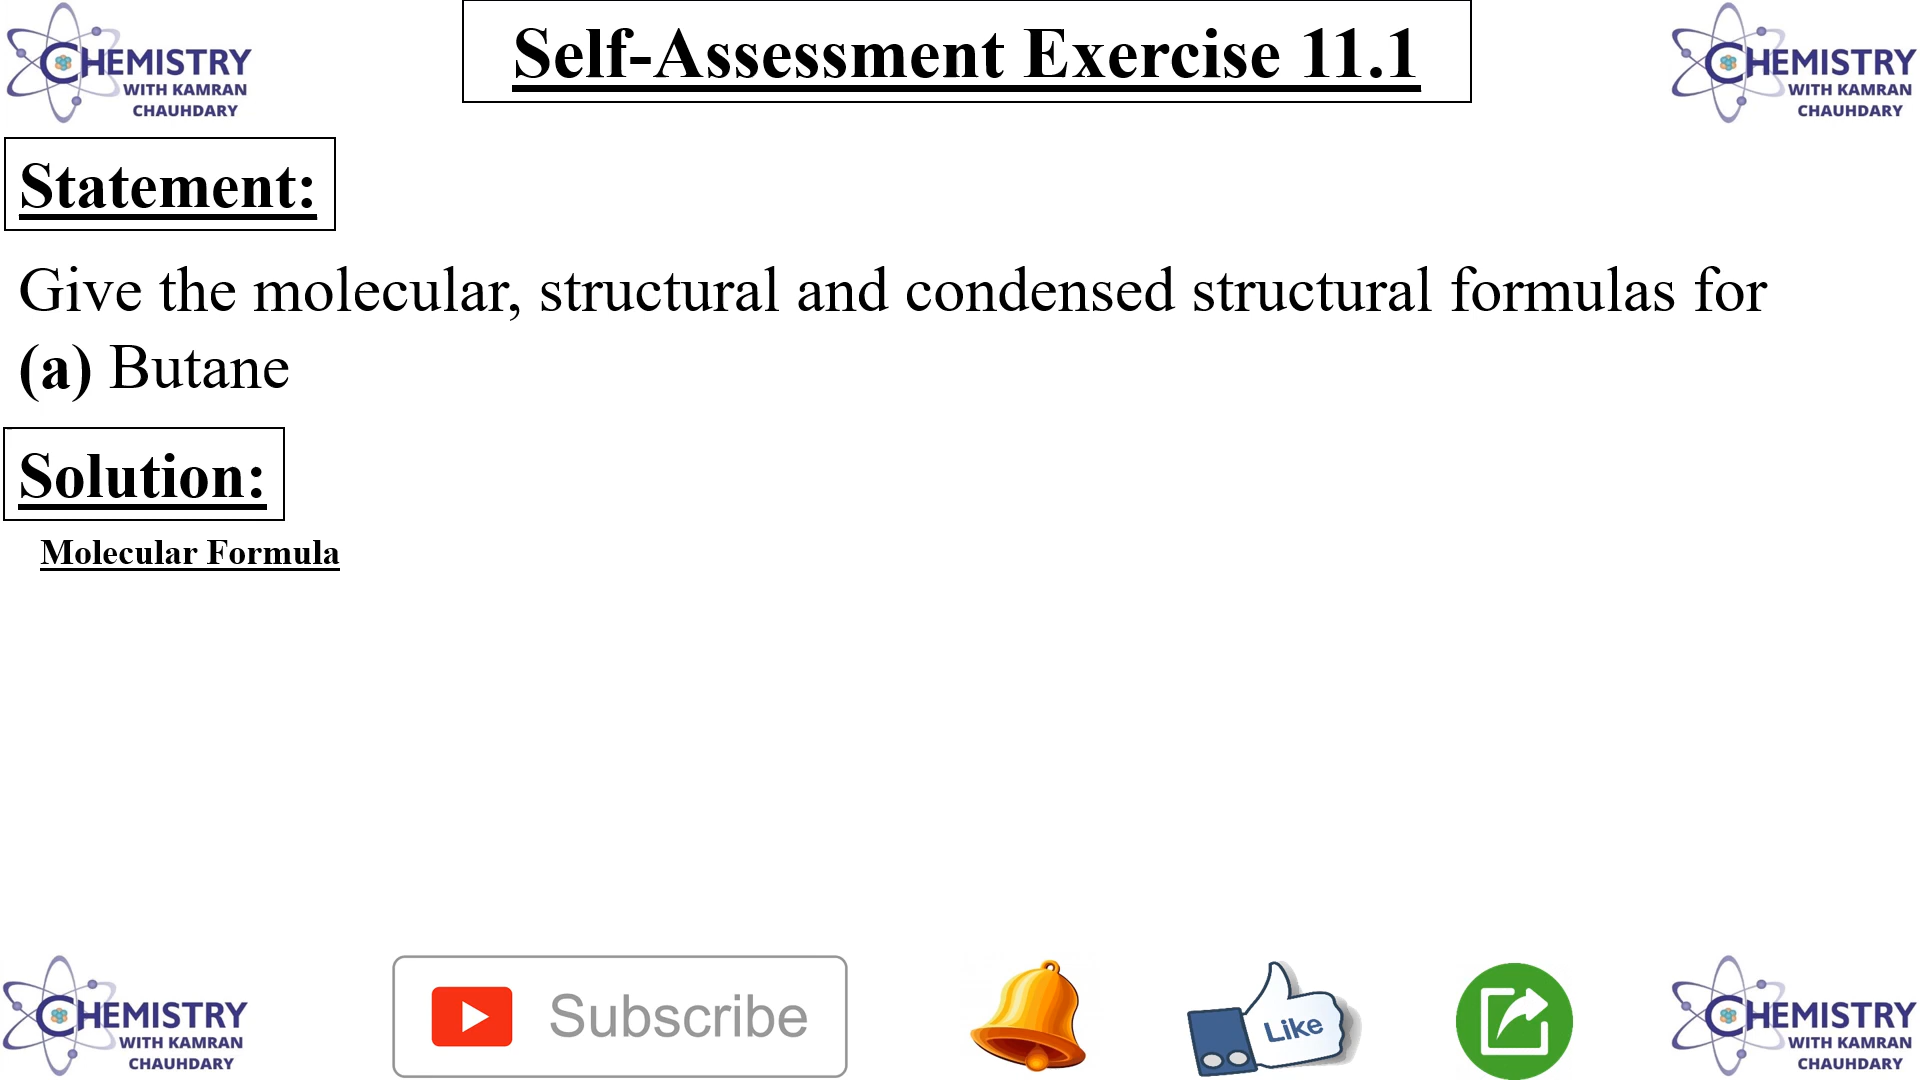 CHEMISTRY
WITH KAMRAN
CHAUHDARY
Self-Assessment Exercise 11.1
CHEMISTRY
WITH KAMRAN
CHAUHDARY
Statement:
Give the molecular, structural and condensed structural formulas for
(a) Butane
Solution:
Molecular Formula
CHEMISTRY
WITH KAMRAN
CHAUHDARY
Subscribe
Like
CHEMISTRY
WITH KAMRAN
CHAUHDARY